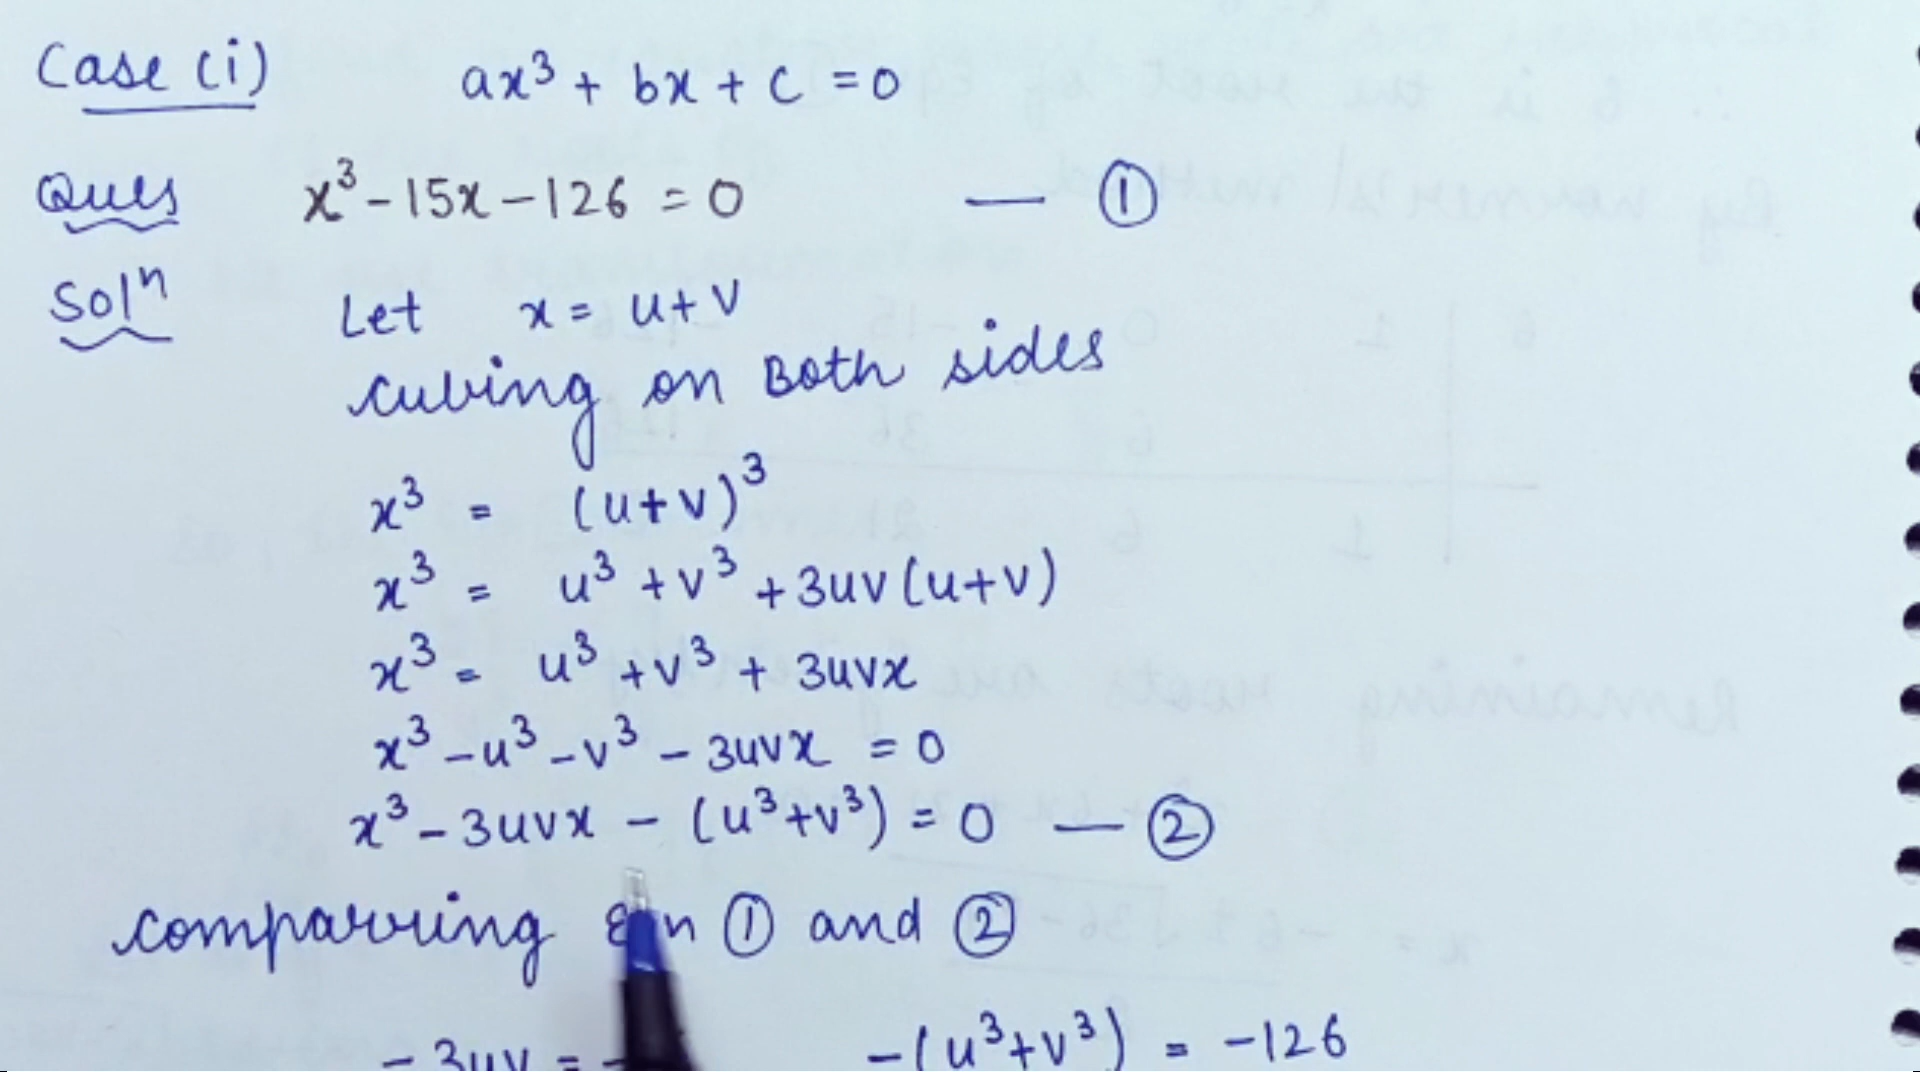 Case (i) ax³ + bx + c = 0
Ques x³ - 15x - 126 = 0 — ①
Solⁿ Let x = u + v
cubing on Both sides
x³ = (u+v)³
x³ = u³ + v³ + 3uv(u+v)
x³ = u³ + v³ + 3uvx
x³ - u³ - v³ - 3uvx = 0
x³ - 3uvx - (u³+v³) = 0 — ②
comparing ① and ②
-3uv = - -(u³+v³) = -126